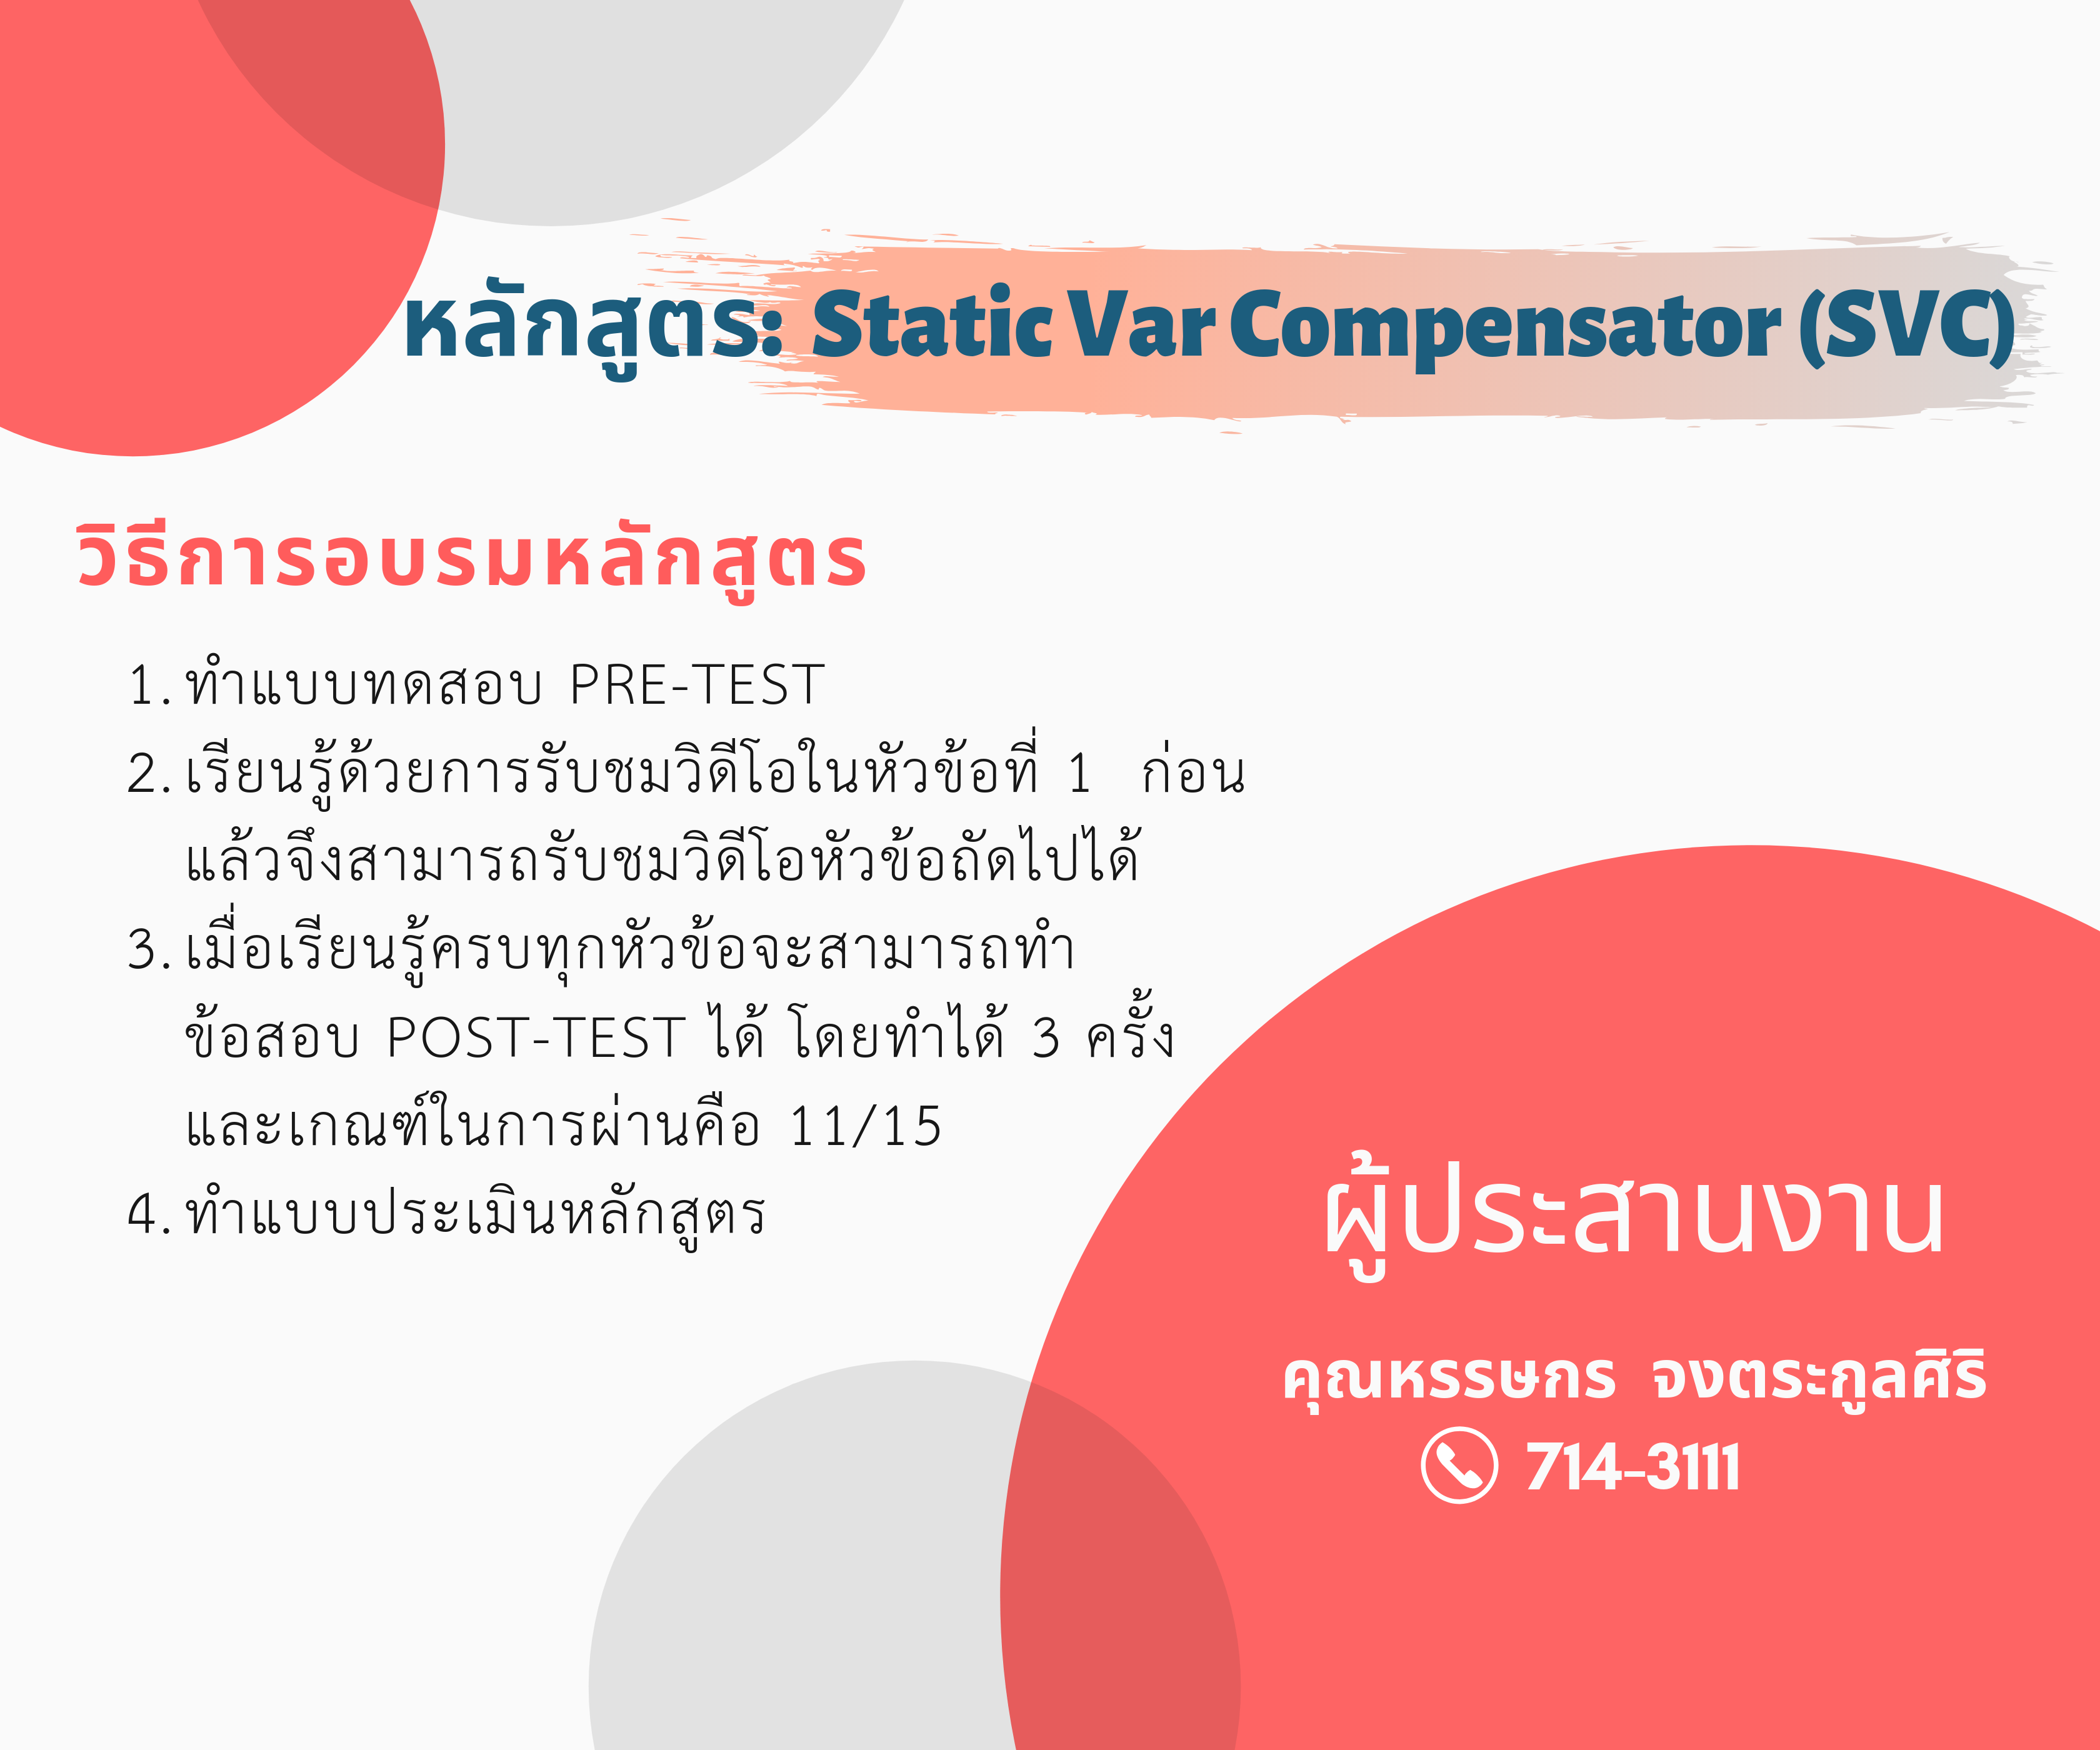 หลักสูตร: Static Var Compensator (SVC)
วิธีการอบรมหลักสูตร
1. ทำแบบทดสอบ PRE-TEST
2. เรียนรู้ด้วยการรับชมวิดีโอในหัวข้อที่ 1 ก่อน
แล้วจึงสามารถรับชมวิดีโอหัวข้อถัดไปได้
3. เมื่อเรียนรู้ครบทุกหัวข้อจะสามารถทำ
ข้อสอบ POST-TEST ได้ โดยทำได้ 3 ครั้ง
และเกณฑ์ในการผ่านคือ 11/15
4. ทำแบบประเมินหลักสูตร
ผู้ประสานงาน
คุณหรรษกร จงตระกูลศิริ
714-3111